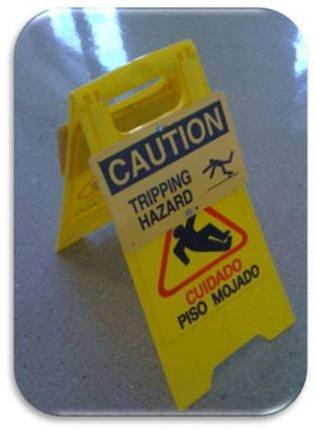 CAUTION
TRIPPING
HAZARD
CUIDADO
PISO MOJADO